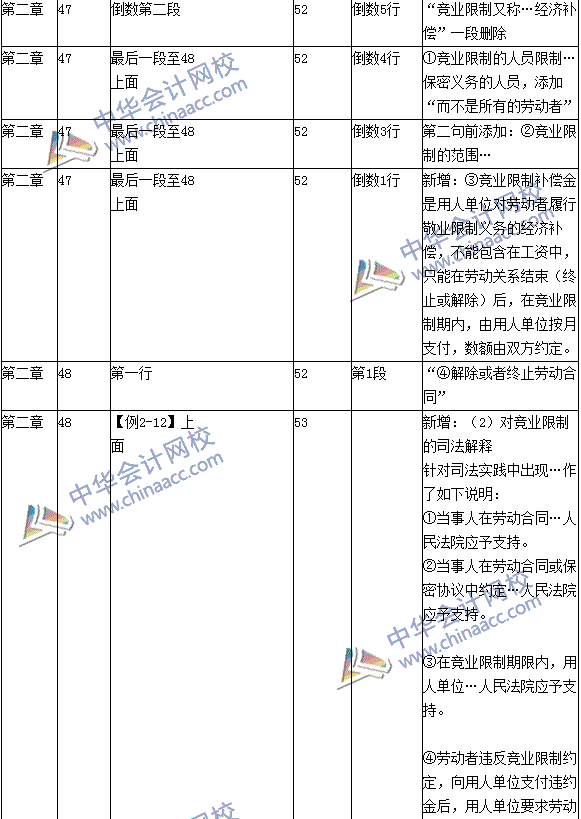 第二章 47 倒数第二段 52 倒数5行 “竞业限制又称…经济补
偿”一段删除
第二章 47 最后一段至48 52 倒数4行 ①竞业限制的人员限制…
上面 保密义务的人员，添加
“而不是所有的劳动者”
第二章 47 最后一段至48 52 倒数3行 第二句前添加：②竞业限
上面 制的范围…
第二章 47 最后一段至48 52 倒数1行 新增：③竞业限制补偿金
上面 是用人单位对劳动者履行
敬业限制义务的经济补
偿，不能包含在工资中，
只能在劳动关系结束（终
止或解除）后，在竞业限
制期内，由用人单位按月
支付，数额由双方约定。
第二章 48 第一行 52 第1段 “④解除或者终止劳动合
同”
第二章 48 【例2-12】上 53 新增：（2）对竞业限制
面 的司法解释
针对司法实践中出现…作
了如下说明：
①当事人在劳动合同…人
民法院应予支持。
②当事人在劳动合同或保
密协议中约定…人民法院
应予支持。
③在竞业限制期限内，用
人单位…人民法院应予支
持。
④劳动者违反竞业限制约
定，向用人单位支付违约
金后，用人单位要求劳动
中华会计网校
www.chinaacc.com
中华会计网校
www.chinaacc.com
中华会计网校
www.chinaacc.com
中华会计网校
www.chinaacc.com